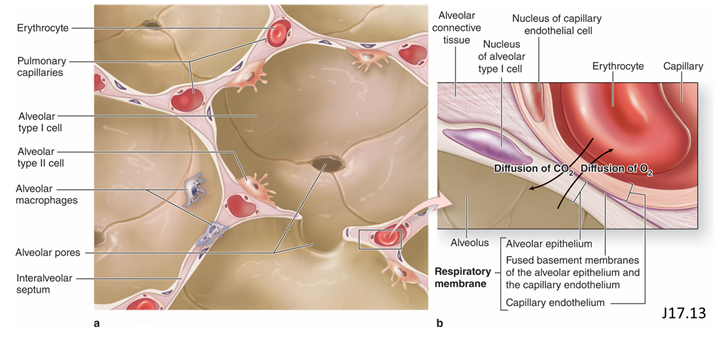 Erythrocyte
Pulmonary
capillaries
Alveolar
type I cell
Alveolar
type II cell
Alveolar
macrophages
Alveolar pores
Interalveolar
septum
a
Alveolar
connective
tissue
Nucleus
of alveolar
type I cell
Nucleus of capillary
endothelial cell
Erythrocyte
Capillary
Diffusion of CO₂
Diffusion of O₂
Alveolus
Respiratory
membrane
Alveolar epithelium
Fused basement membranes
of the alveolar epithelium and
the capillary endothelium
Capillary endothelium
b
J17.13